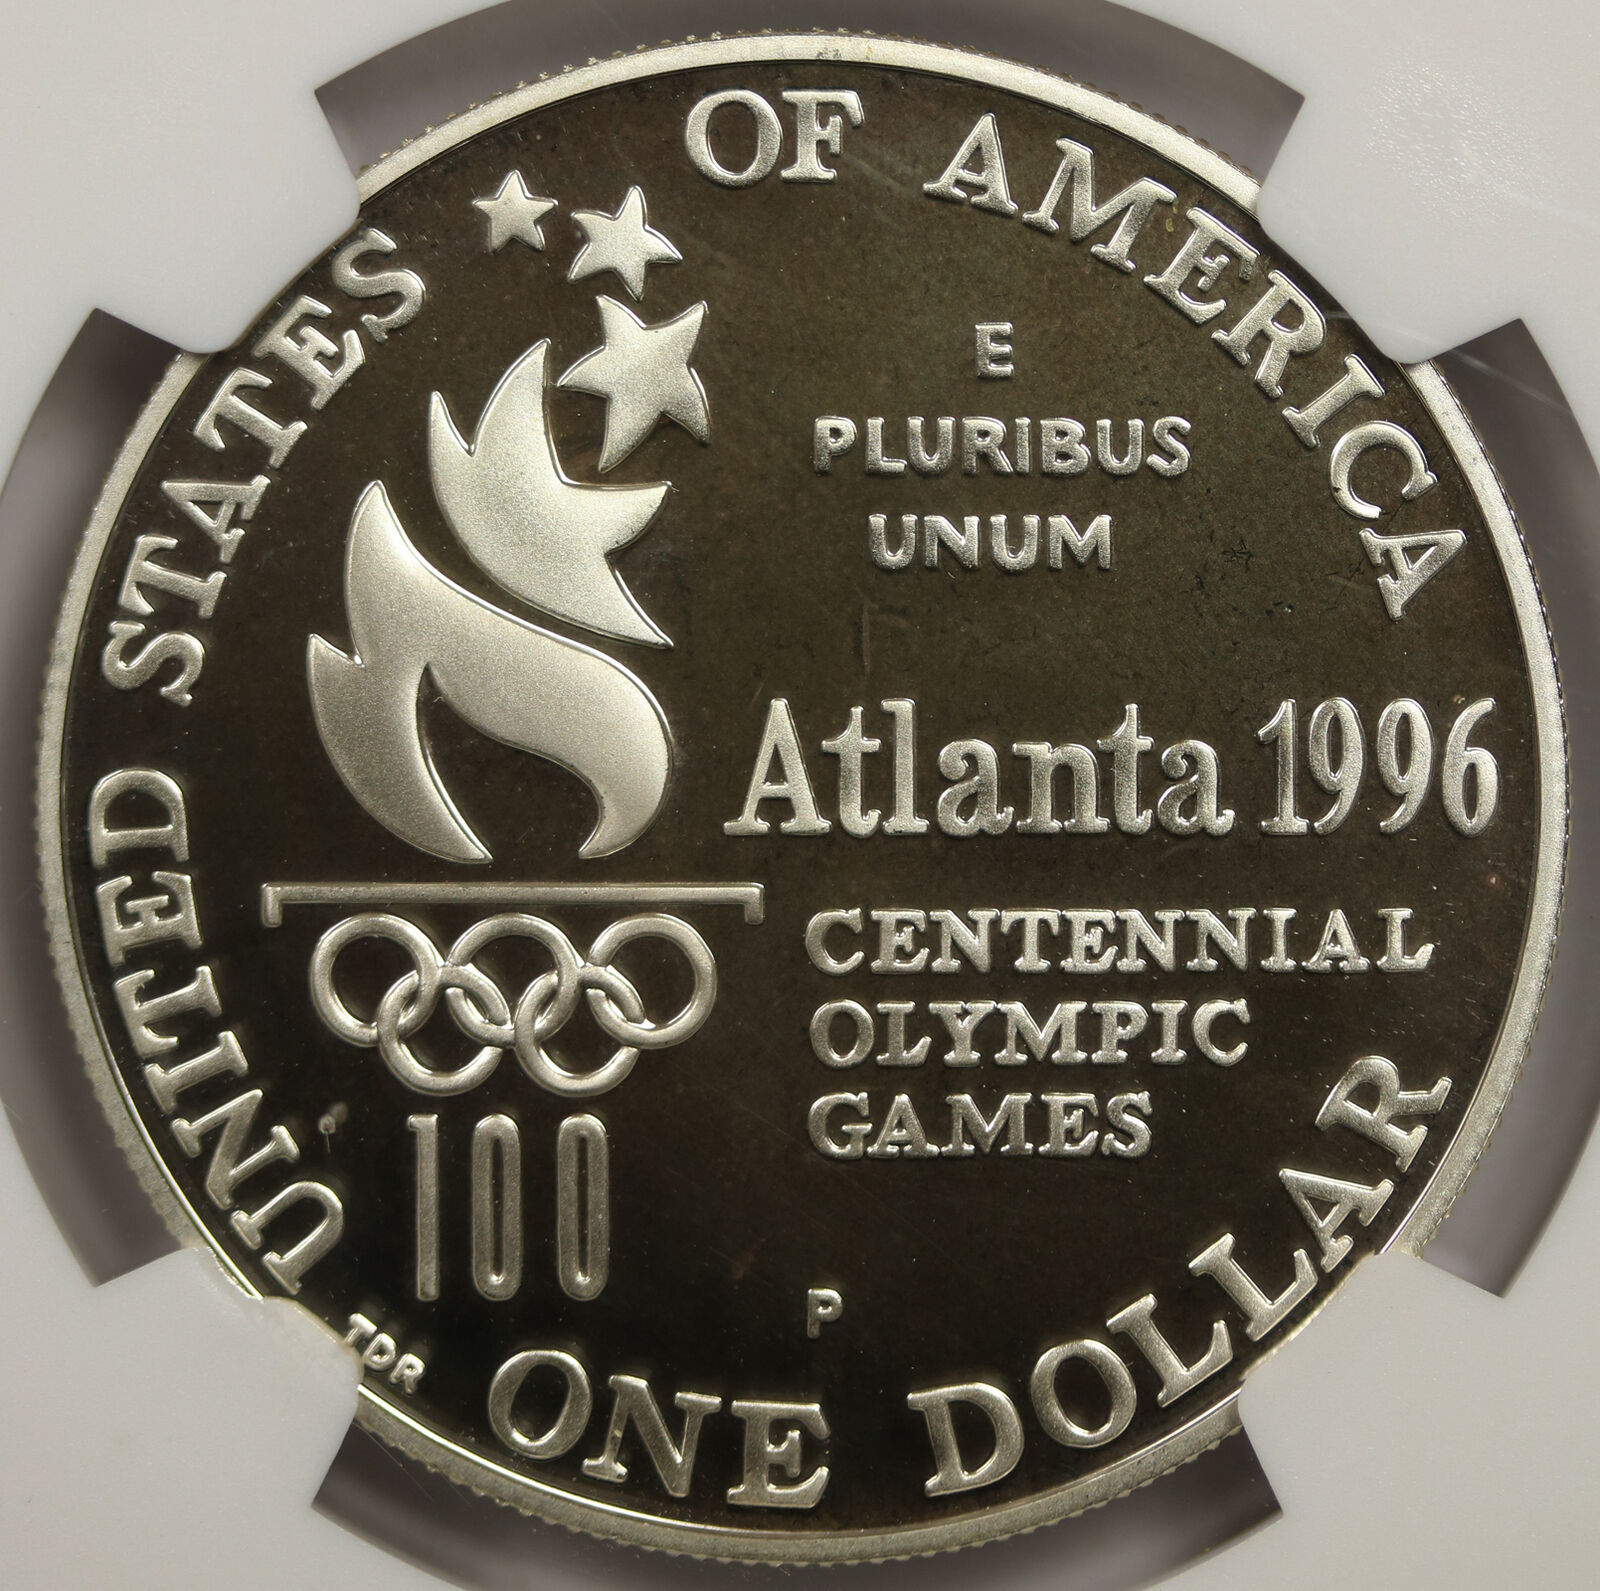 UNITED STATES OF AMERICA
E
PLURIBUS
UNUM
Atlanta 1996
CENTENNIAL
OLYMPIC
GAMES
100
P
TDR
ONE DOLLAR